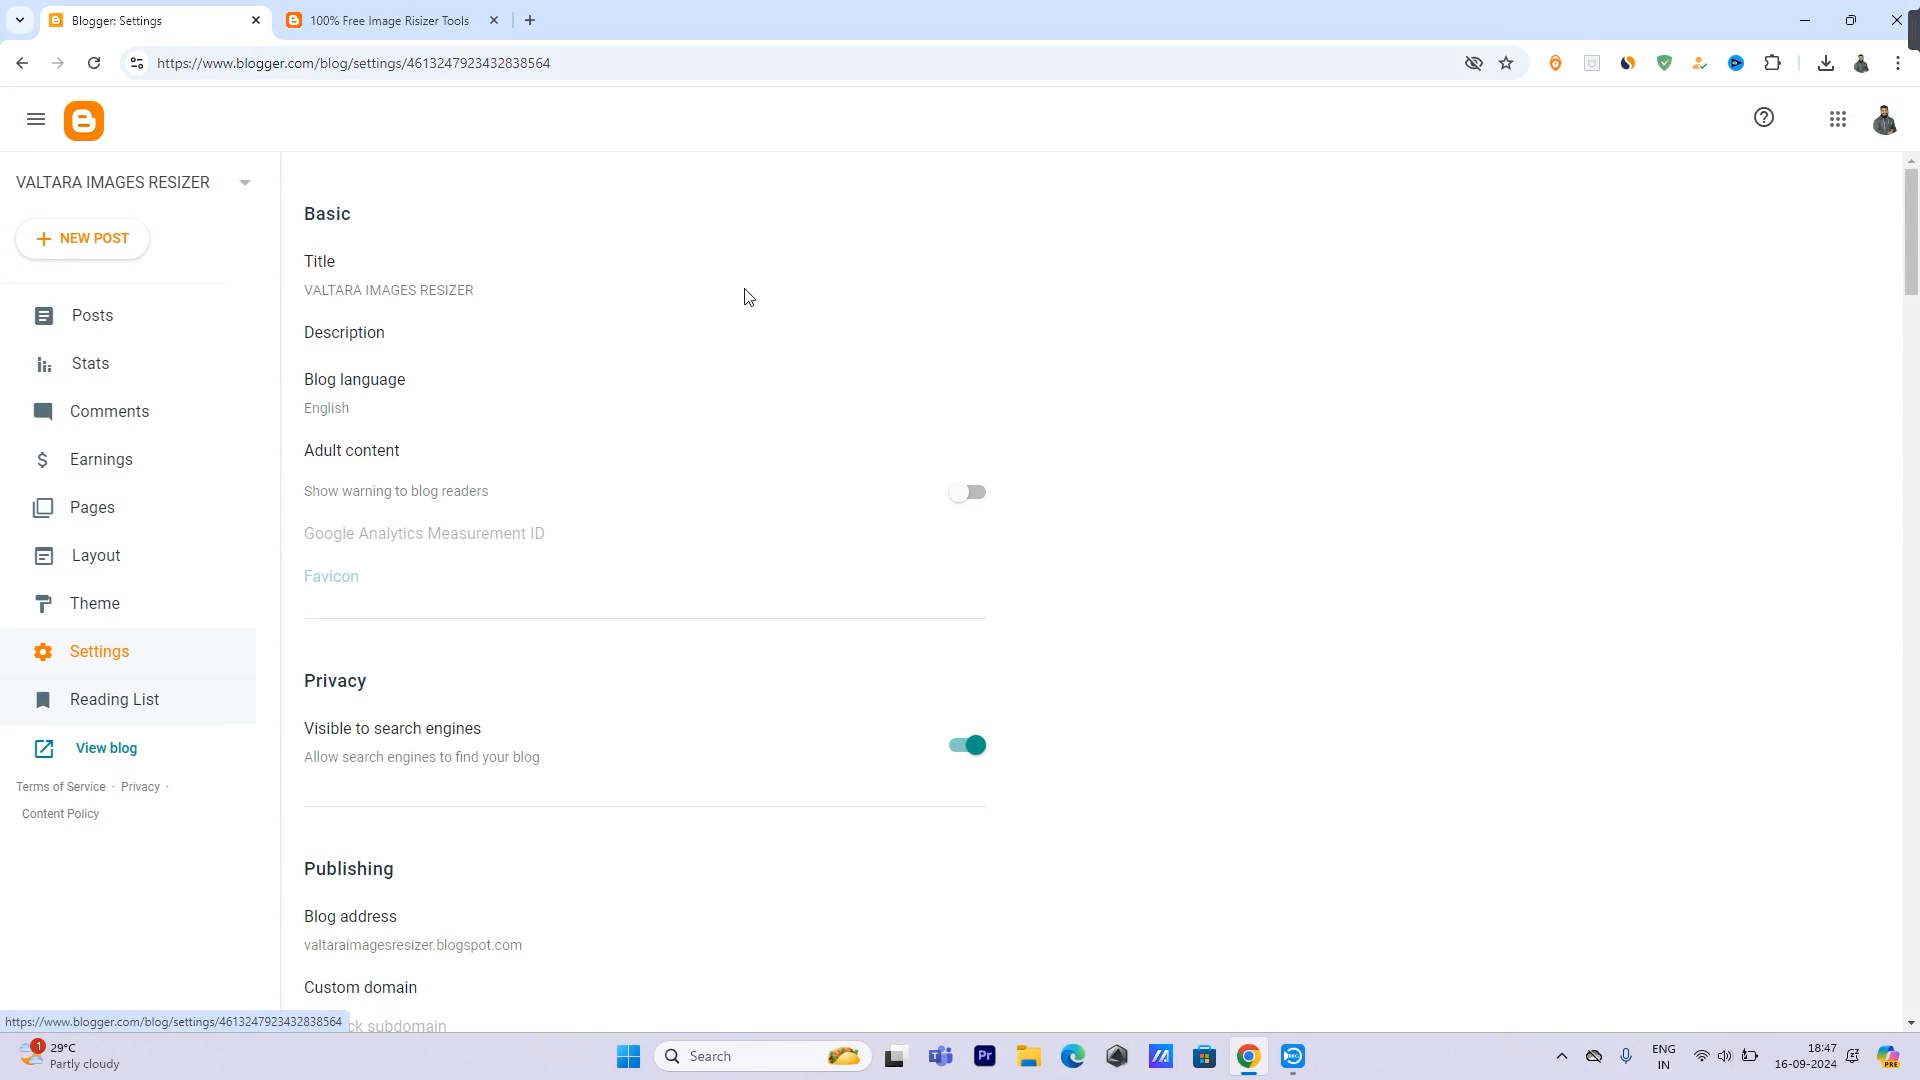 Blogger: Settings
100% Free Image Risizer Tools
https://www.blogger.com/blog/settings/4613247923432838564
VALTARA IMAGES RESIZER
NEW POST
Posts
Stats
Comments
Earnings
Pages
Layout
Theme
Settings
Reading List
View blog
Terms of Service · Privacy ·
Content Policy
Basic
Title
VALTARA IMAGES RESIZER
Description
Blog language
English
Adult content
Show warning to blog readers
Google Analytics Measurement ID
Favicon
Privacy
Visible to search engines
Allow search engines to find your blog
Publishing
Blog address
valtaraimagesresizer.blogspot.com
Custom domain
ck subdomain
https://www.blogger.com/blog/settings/4613247923432838564
1
29°C
Partly cloudy
Search
Pr
ENG
IN
18:47
16-09-2024
PRE